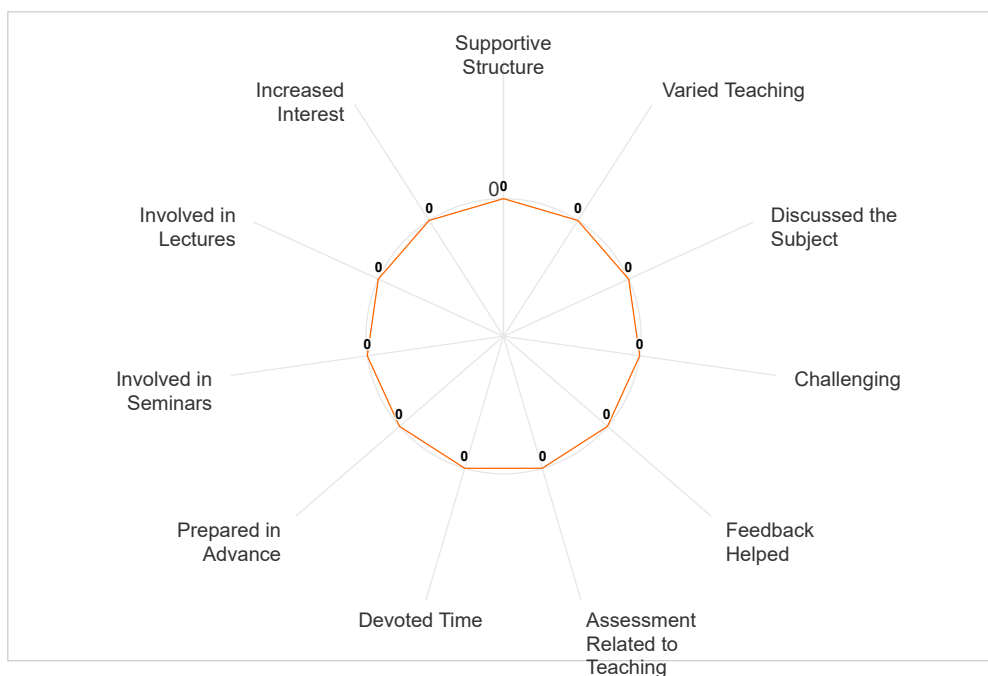 Supportive
Structure
Varied Teaching
Increased
Interest
Discussed the
Subject
Involved in
Lectures
Challenging
Involved in
Seminars
Feedback
Helped
Prepared in
Advance
Assessment
Related to
Teaching
Devoted Time
0
0
0
0
0
0
0
0
0
0
0
0